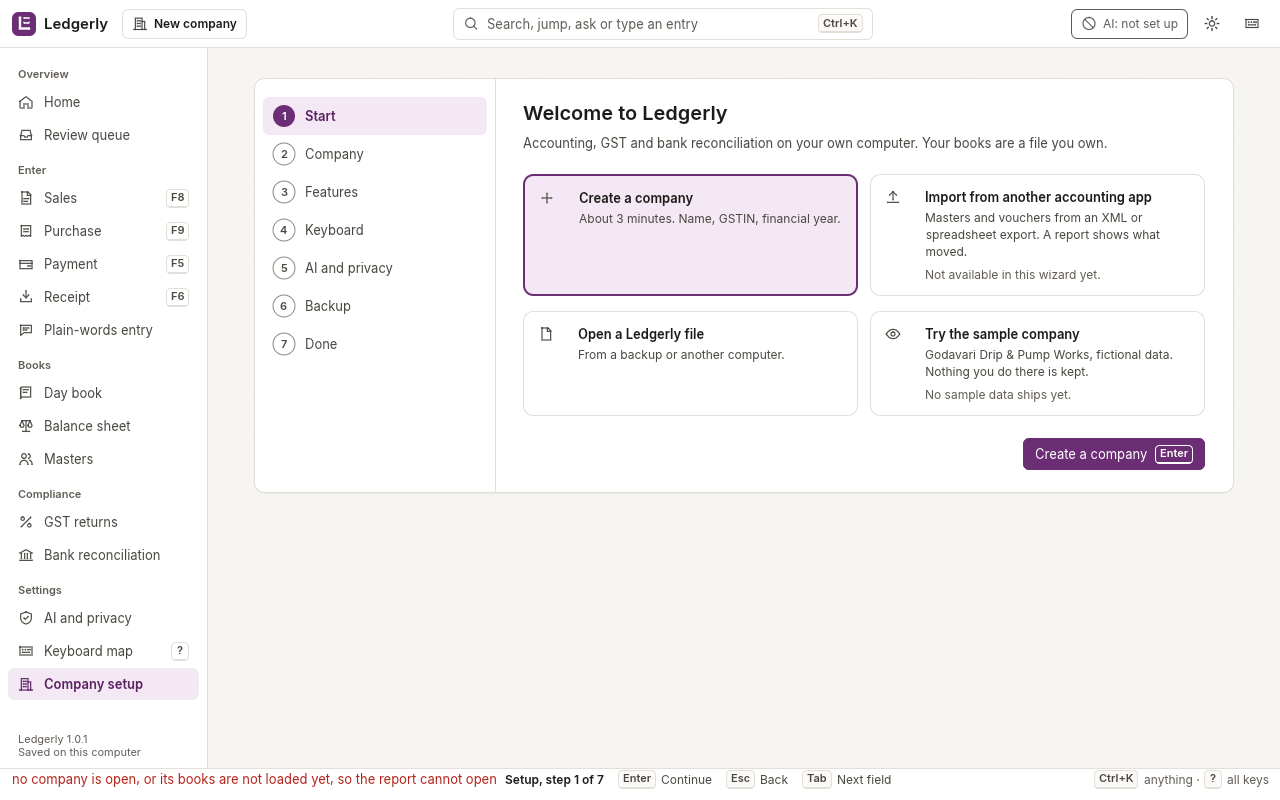 Ledgerly
New company
Search, jump, ask or type an entry
Ctrl+K
AI: not set up
Overview
Home
Review queue
Enter
Sales F8
Purchase F9
Payment F5
Receipt F6
Plain-words entry
Books
Day book
Balance sheet
Masters
Compliance
GST returns
Bank reconciliation
Settings
AI and privacy
Keyboard map ?
Company setup
Ledgerly 1.0.1
Saved on this computer
1 Start
2 Company
3 Features
4 Keyboard
5 AI and privacy
6 Backup
7 Done
Welcome to Ledgerly
Accounting, GST and bank reconciliation on your own computer. Your books are a file you own.
Create a company
About 3 minutes. Name, GSTIN, financial year.
Import from another accounting app
Masters and vouchers from an XML or
spreadsheet export. A report shows what
moved.
Not available in this wizard yet.
Open a Ledgerly file
From a backup or another computer.
Try the sample company
Godavari Drip & Pump Works, fictional data.
Nothing you do there is kept.
No sample data ships yet.
Create a company Enter
no company is open, or its books are not loaded yet, so the report cannot open Setup, step 1 of 7 Enter Continue Esc Back Tab Next field Ctrl+K anything · ? all keys